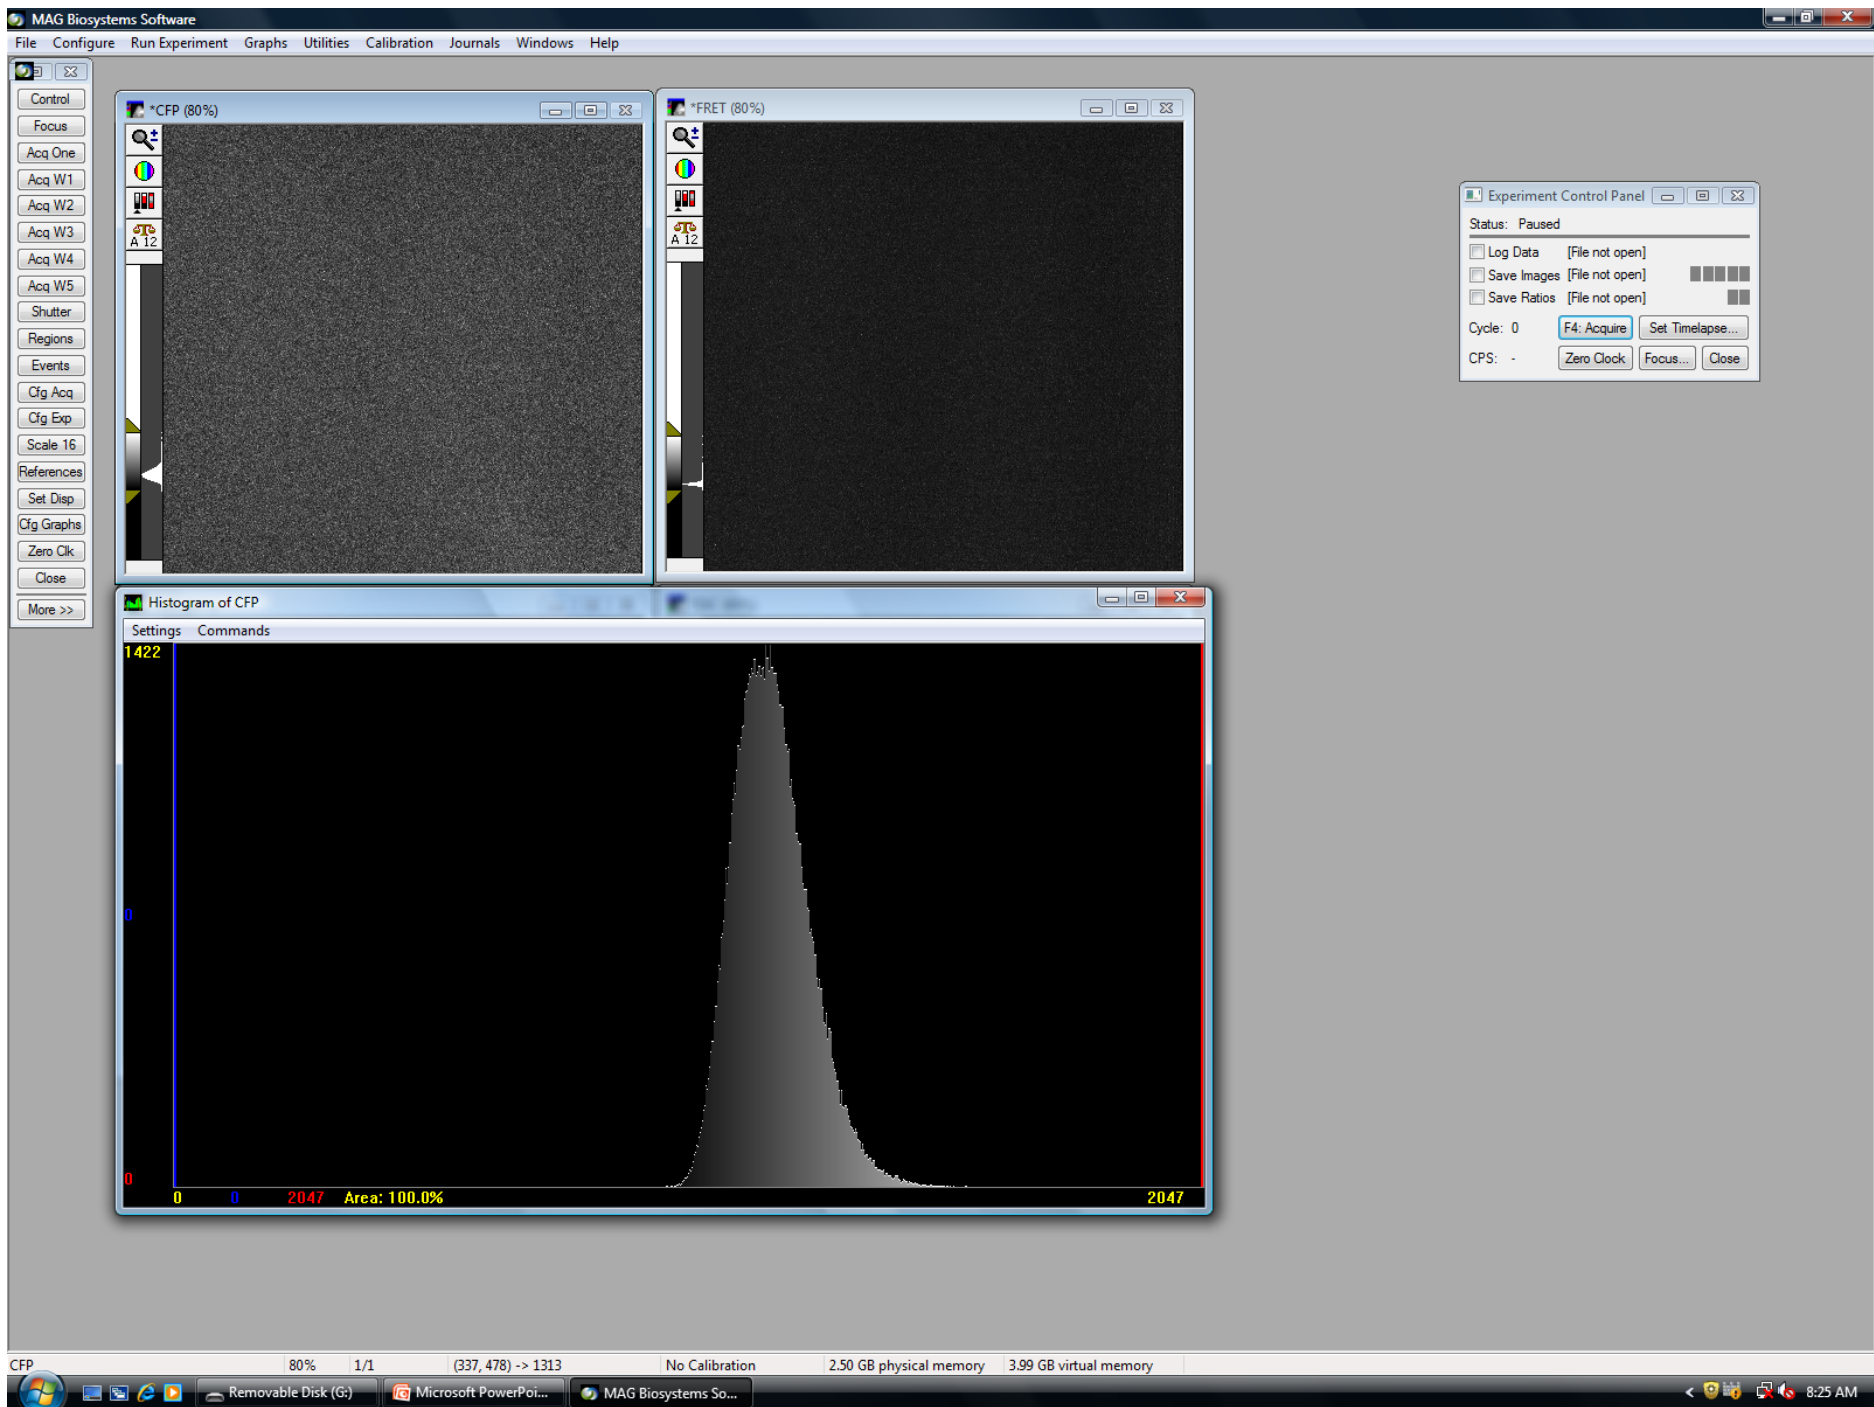 MAG Biosystems Software
File Configure Run Experiment Graphs Utilities Calibration Journals Windows Help
Control
Focus
Acq One
Acq W1
Acq W2
Acq W3
Acq W4
Acq W5
Shutter
Regions
Events
Cfg Acq
Cfg Exp
Scale 16
References
Set Disp
Cfg Graphs
Zero Clk
Close
More >>
*CFP (80%)
A 12
*FRET (80%)
A 12
Experiment Control Panel
Status: Paused
Log Data [File not open]
Save Images [File not open]
Save Ratios [File not open]
Cycle: 0 F4: Acquire Set Timelapse...
CPS: - Zero Clock Focus... Close
Histogram of CFP
Settings Commands
1422
0
0
0 0 2047 Area: 100.0% 2047
CFP 80% 1/1 (337, 478) -> 1313 No Calibration 2.50 GB physical memory 3.99 GB virtual memory
Removable Disk (G:) Microsoft PowerPoi... MAG Biosystems So... < 8:25 AM